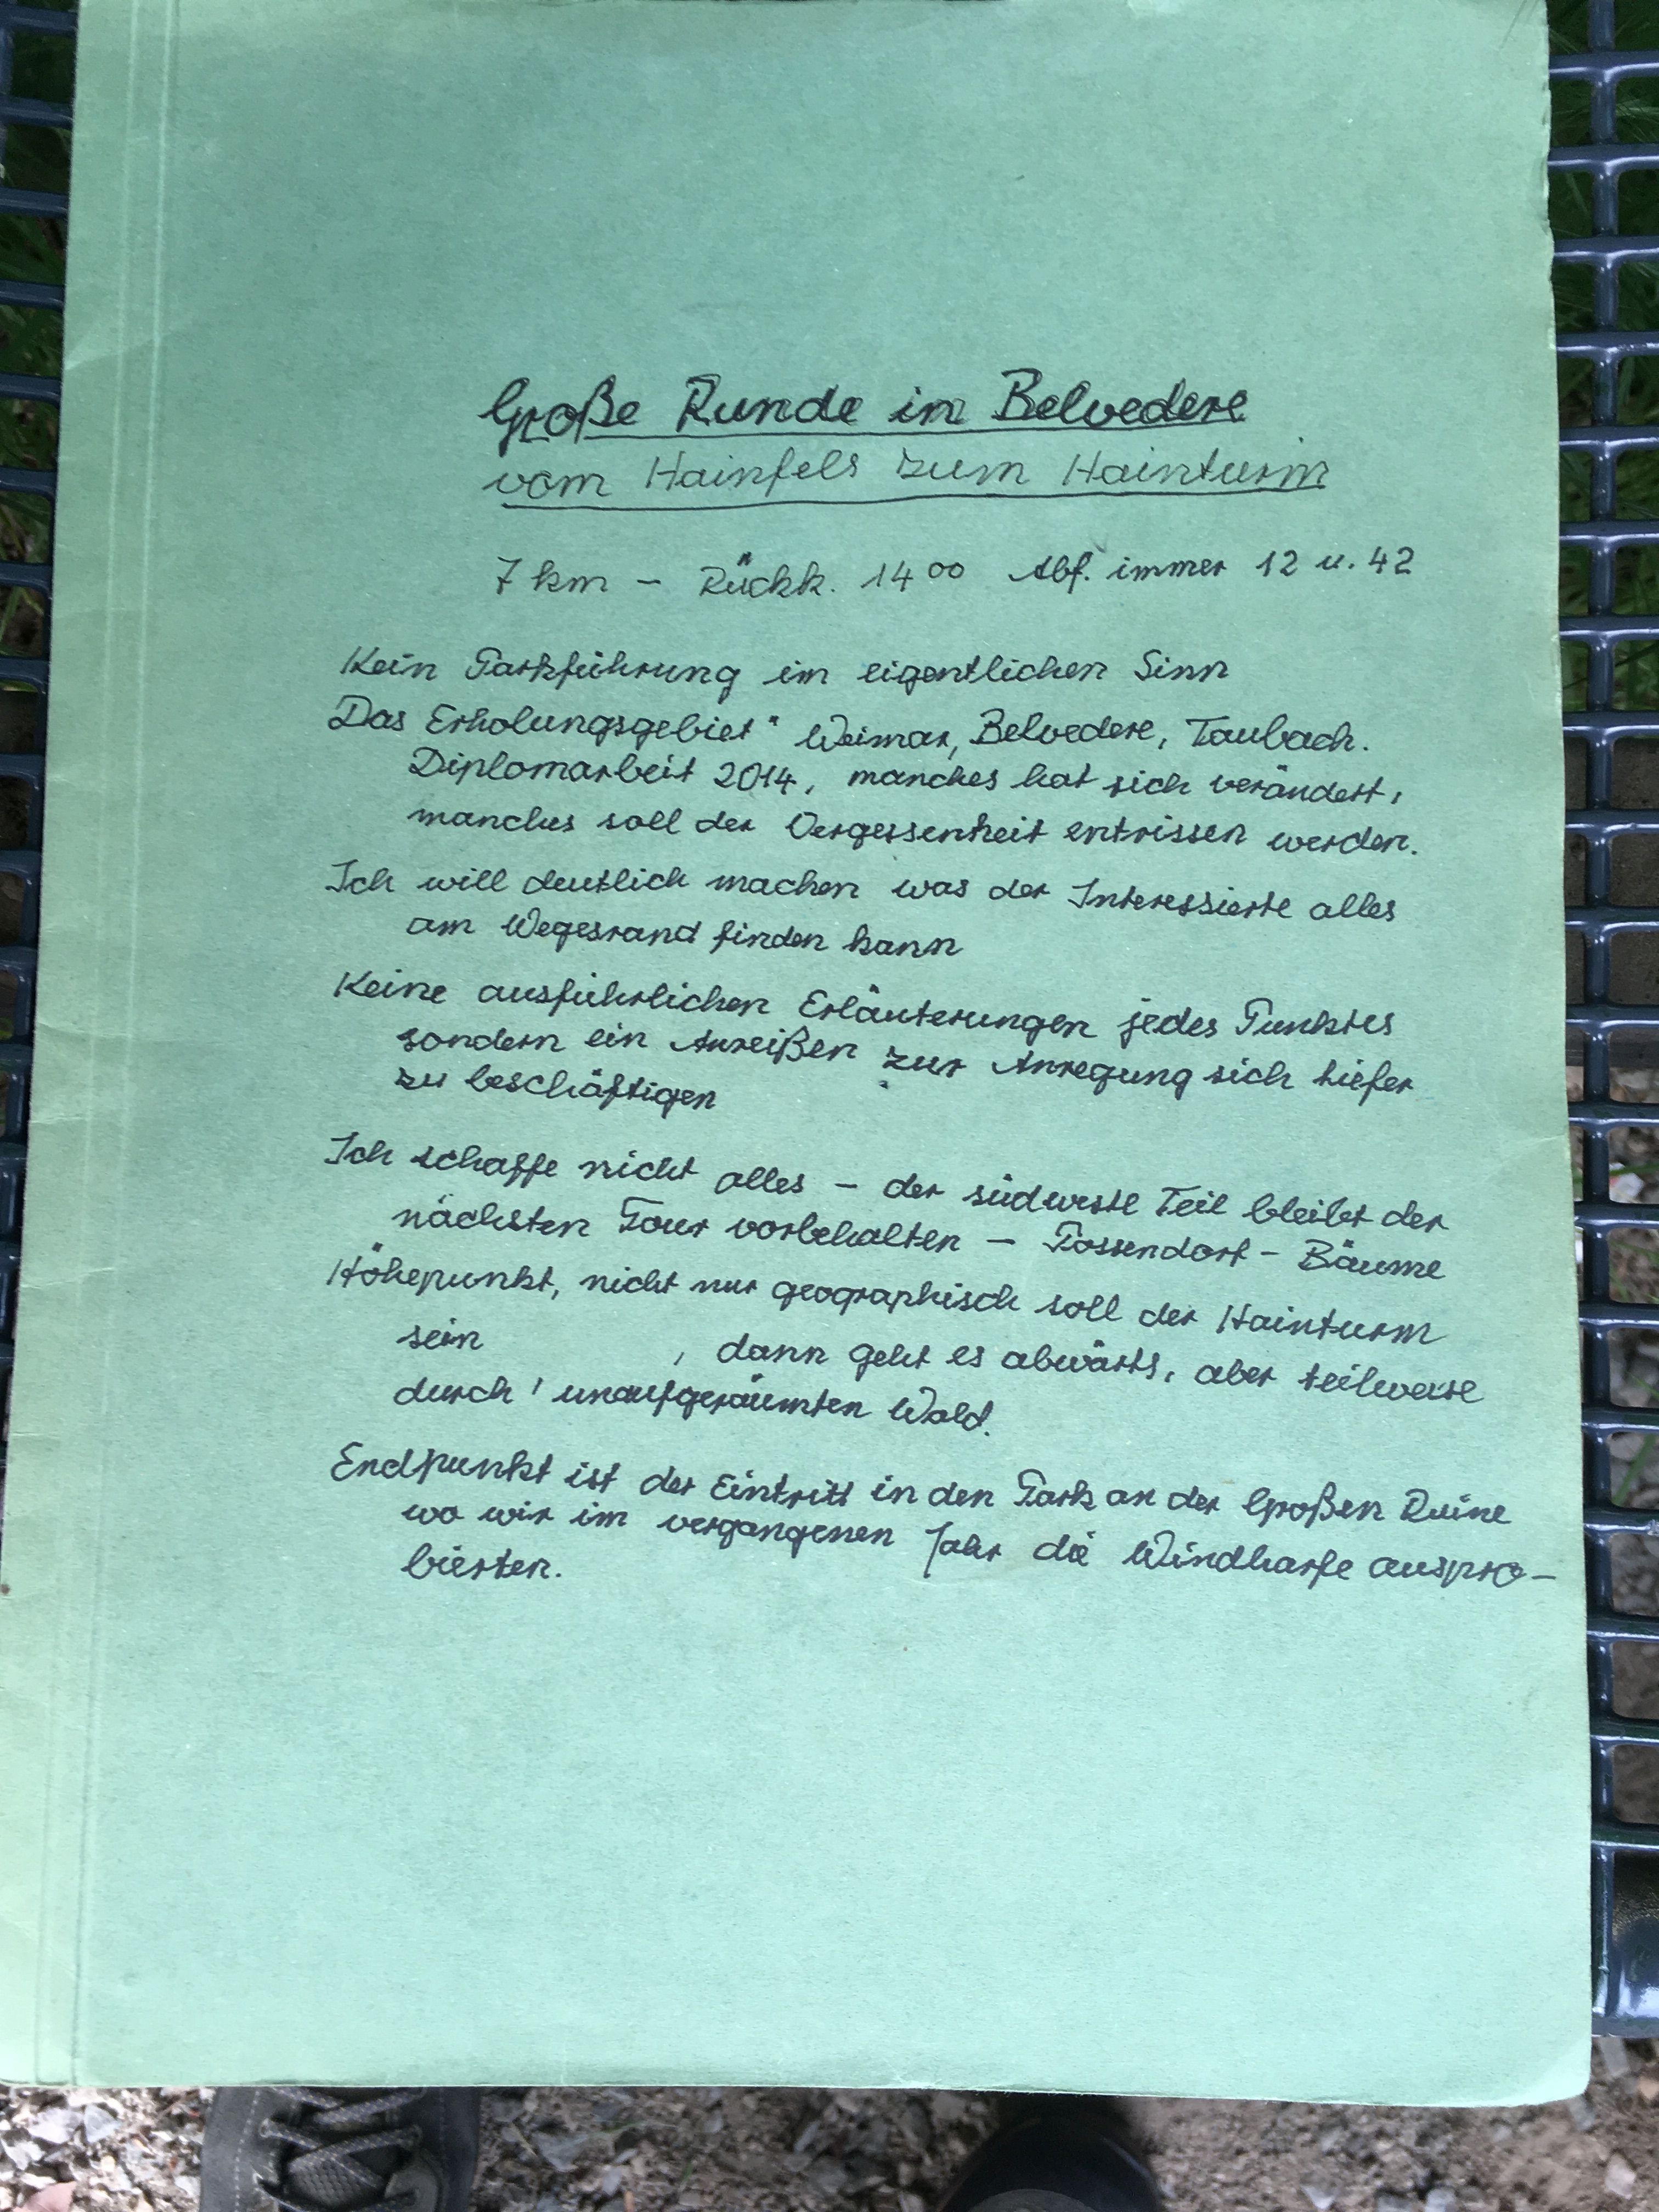 Große Runde in Belvedere
vom Hainfels zum Hainturm
7 km – Rückk. 14 00 Abf. immer 12 u. 42
Kein Parkführung im eigentlichen Sinn
Das Erholungsgebiet" Weimar, Belvedere, Taubach.
Diplomarbeit 2014, manches hat sich verändert,
manches soll der Vergessenheit entrissen werden.
Ich will deutlich machen was der Interessierte alles
am Wegesrand finden kann
Keine ausführlichen Erläuterungen jedes Punktes
sondern ein Anreißen zur Anregung sich tiefer
zu beschäftigen
Ich schaffe nicht alles – der südwestl Teil bleibt der
nächsten Tour vorbehalten – Possendorf – Bäume
Höhepunkt, nicht nur geographisch soll der Hainturm
sein , dann geht es abwärts, aber teilweise
durch ' unaufgeräumten Wald.
Endpunkt ist der Eintritt in den Park an der Großen Ruine
wo wir im vergangenen Jahr die Windharfe auspro–
bierten.